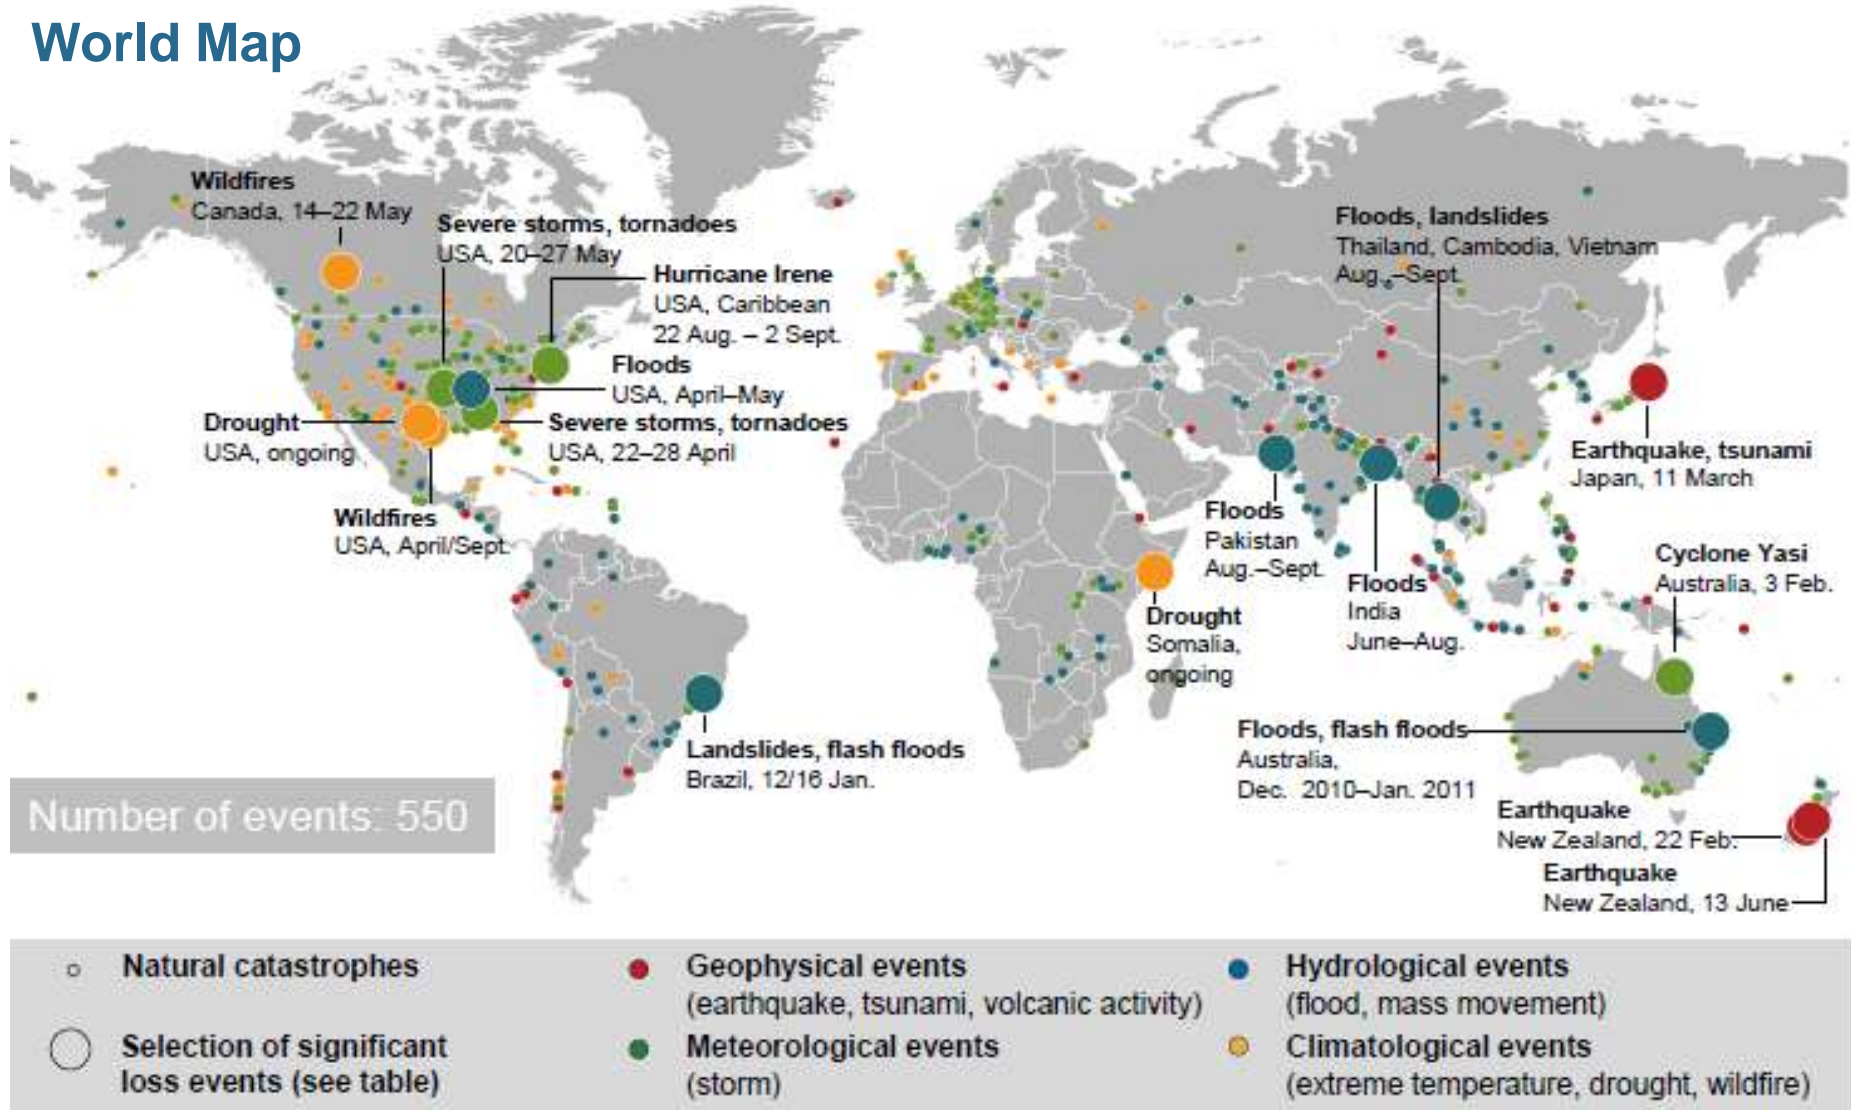 World Map
Wildfires
Canada, 14–22 May
Severe storms, tornadoes
USA, 20–27 May
Hurricane Irene
USA, Caribbean
22 Aug. – 2 Sept.
Floods
USA, April–May
Drought
USA, ongoing
Severe storms, tornadoes
USA, 22–28 April
Wildfires
USA, April/Sept.
Landslides, flash floods
Brazil, 12/16 Jan.
Floods, landslides
Thailand, Cambodia, Vietnam
Aug.–Sept.
Earthquake, tsunami
Japan, 11 March
Floods
Pakistan
Aug.–Sept.
Floods
India
June–Aug.
Drought
Somalia,
ongoing
Cyclone Yasi
Australia, 3 Feb.
Floods, flash floods
Australia,
Dec. 2010–Jan. 2011
Earthquake
New Zealand, 22 Feb.
Earthquake
New Zealand, 13 June
Number of events: 550
Natural catastrophes
Selection of significant
loss events (see table)
Geophysical events
(earthquake, tsunami, volcanic activity)
Meteorological events
(storm)
Hydrological events
(flood, mass movement)
Climatological events
(extreme temperature, drought, wildfire)